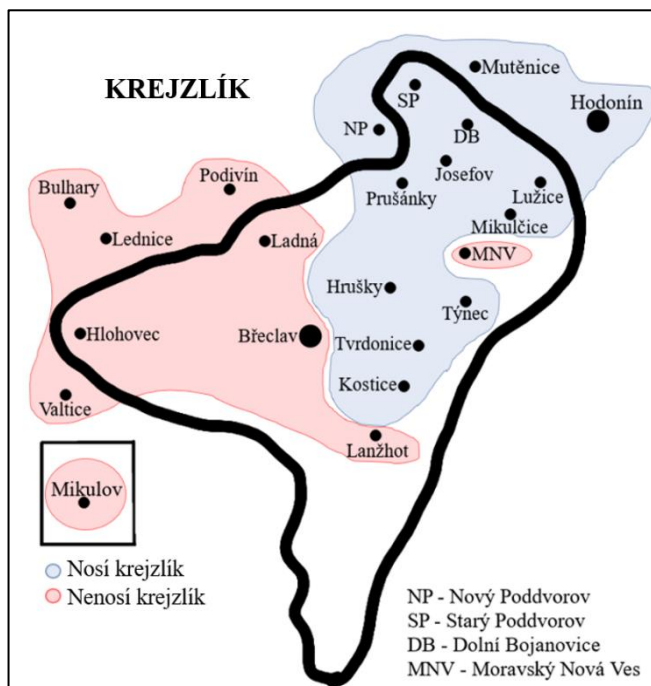 KREJZLÍK
Mutěnice
SP
Hodonín
NP
DB
Josefov
Podivín
Bulhary
Prušánky
Lužice
Mikulčice
Lednice
Ladná
MNV
Hrušky
Týnec
Hlohovec
Břeclav
Tvrdonice
Kostice
Valtice
Lanžhot
Mikulov
Nosí krejzlík
Nenosí krejzlík
NP - Nový Poddvorov
SP - Starý Poddvorov
DB - Dolní Bojanovice
MNV - Moravský Nová Ves